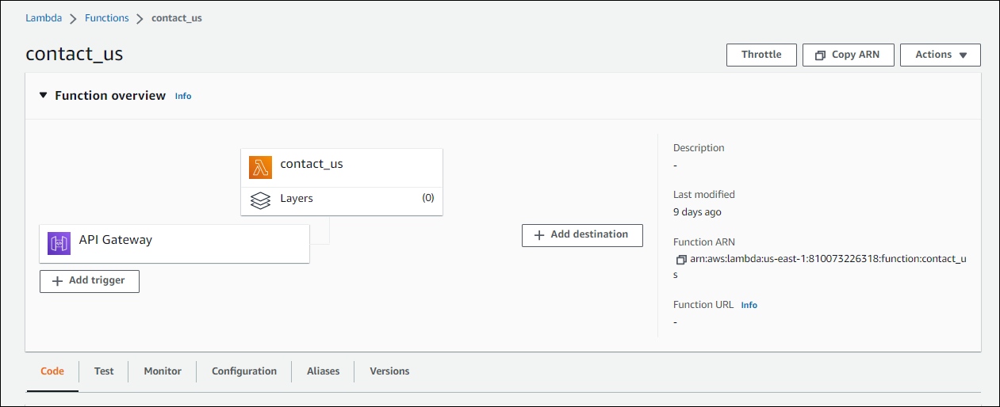 Lambda > Functions > contact_us
contact_us
Throttle
Copy ARN
Actions
Function overview Info
contact_us
Layers (0)
API Gateway
Add trigger
Add destination
Description
-
Last modified
9 days ago
Function ARN
arn:aws:lambda:us-east-1:810073226318:function:contact_u
s
Function URL Info
-
Code
Test
Monitor
Configuration
Aliases
Versions